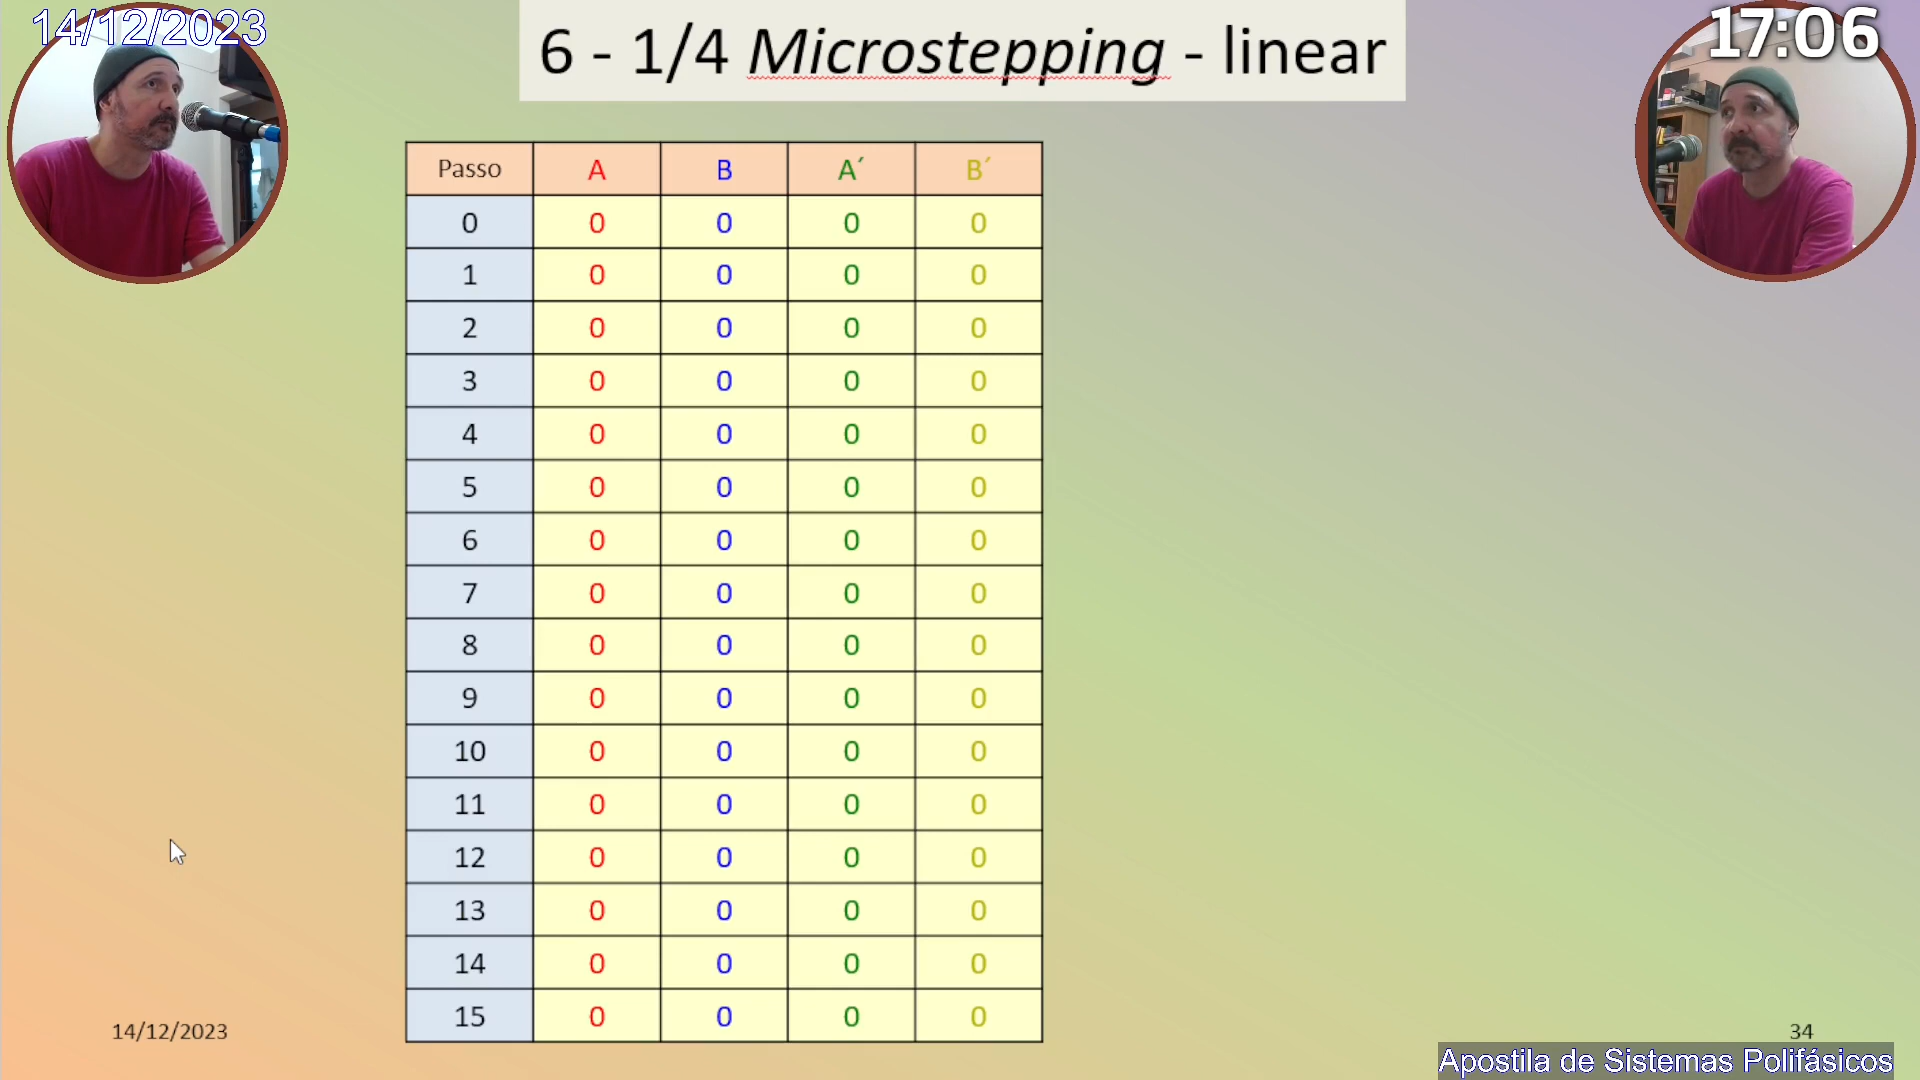 14/12/2023
6 - 1/4 Microstepping - linear
17:06
Passo A B A´ B´
0 0 0 0 0
1 0 0 0 0
2 0 0 0 0
3 0 0 0 0
4 0 0 0 0
5 0 0 0 0
6 0 0 0 0
7 0 0 0 0
8 0 0 0 0
9 0 0 0 0
10 0 0 0 0
11 0 0 0 0
12 0 0 0 0
13 0 0 0 0
14 0 0 0 0
15 0 0 0 0
14/12/2023
34
Apostila de Sistemas Polifásicos